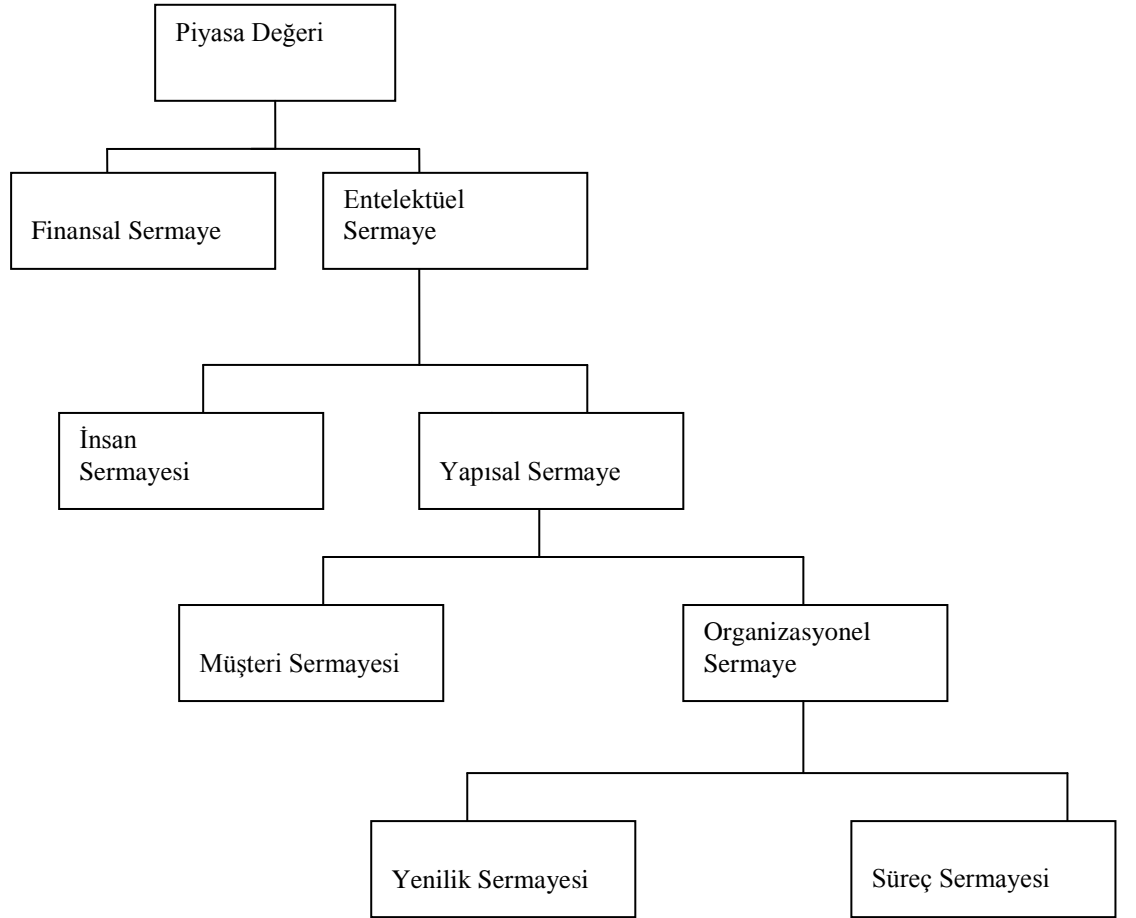 Piyasa Değeri
Finansal Sermaye
Entelektüel
Sermaye
İnsan
Sermayesi
Yapısal Sermaye
Müşteri Sermayesi
Organizasyonel
Sermaye
Yenilik Sermayesi
Süreç Sermayesi